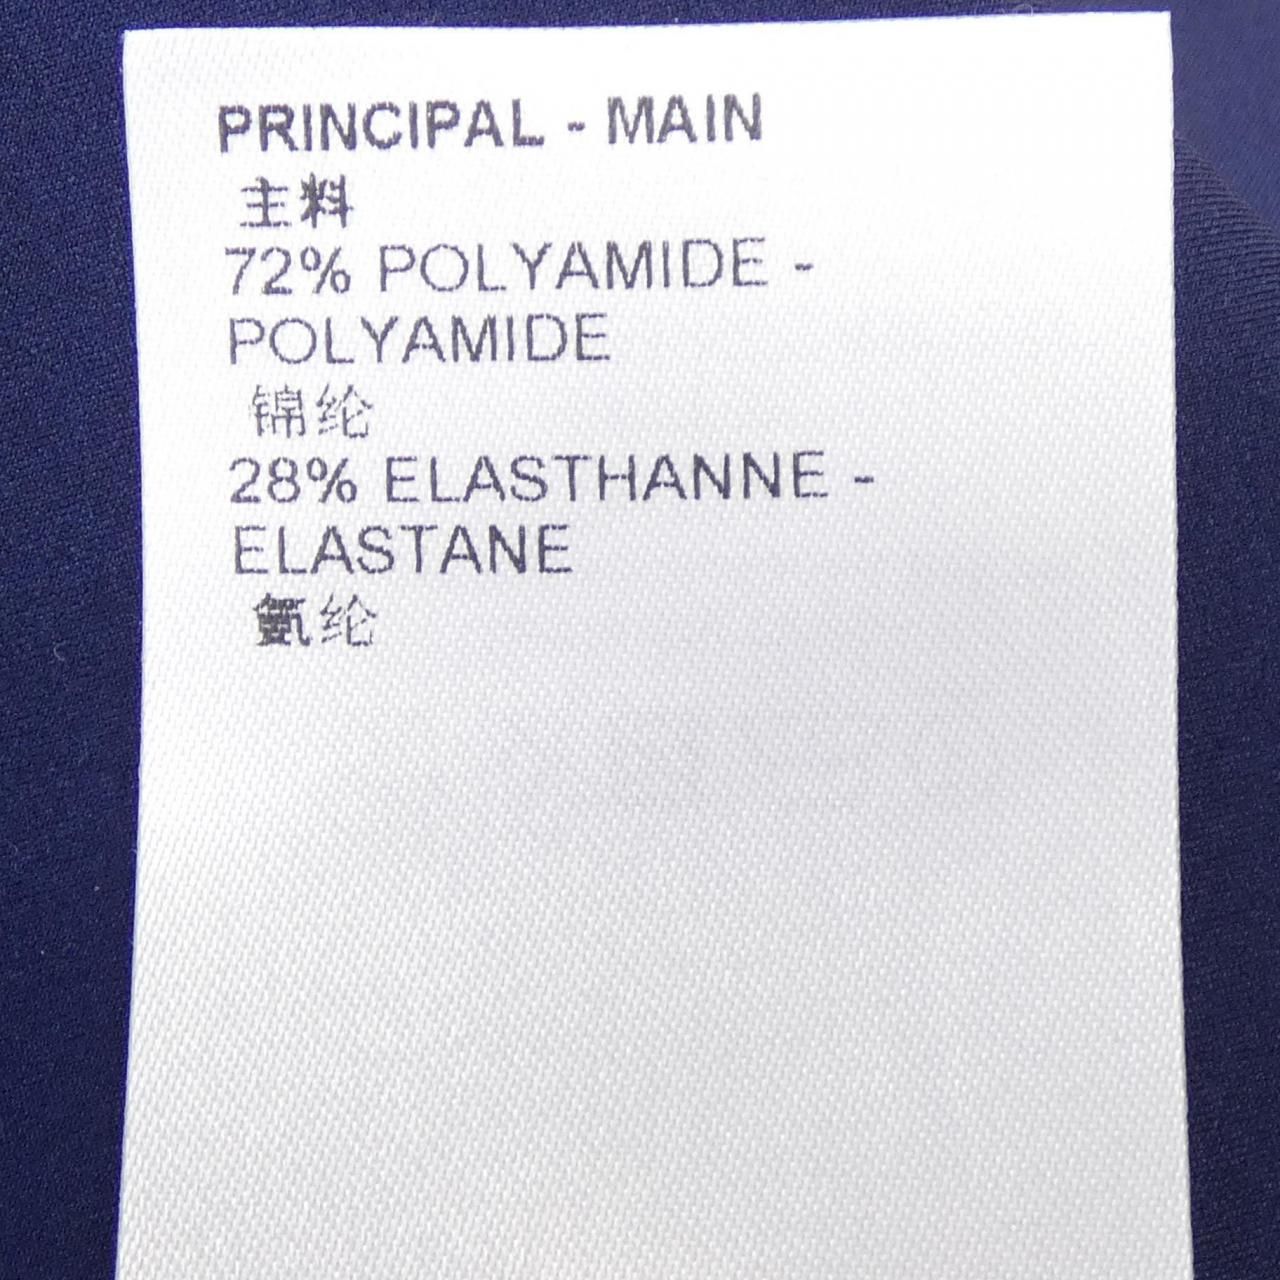 PRINCIPAL - MAIN
主料
72% POLYAMIDE -
POLYAMIDE
锦纶
28% ELASTHANNE -
ELASTANE
氨纶